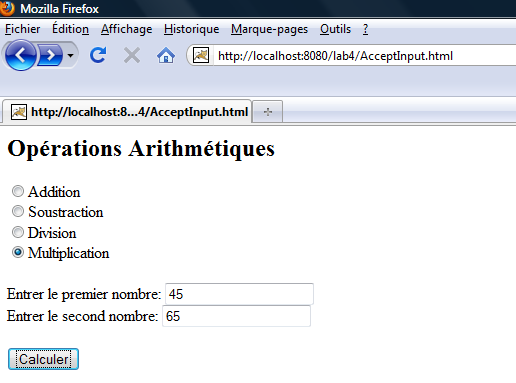 Mozilla Firefox
Fichier Édition Affichage Historique Marque-pages Outils ?
http://localhost:8080/lab4/AcceptInput.html
http://localhost:8...4/AcceptInput.html
Opérations Arithmétiques
Addition
Soustraction
Division
Multiplication
Entrer le premier nombre: 45
Entrer le second nombre: 65
Calculer